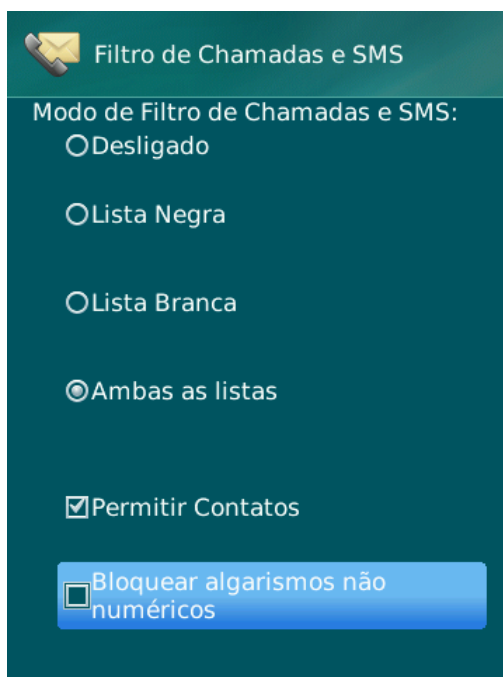 Filtro de Chamadas e SMS
Modo de Filtro de Chamadas e SMS:
Desligado
Lista Negra
Lista Branca
Ambas as listas
Permitir Contatos
Bloquear algarismos não
numéricos